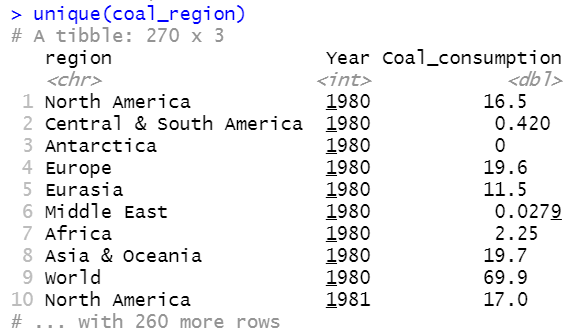 > unique(coal_region)
# A tibble: 270 x 3
region Year Coal_consumption
<chr> <int> <dbl>
1 North America 1980 16.5
2 Central & South America 1980 0.420
3 Antarctica 1980 0
4 Europe 1980 19.6
5 Eurasia 1980 11.5
6 Middle East 1980 0.0279
7 Africa 1980 2.25
8 Asia & Oceania 1980 19.7
9 World 1980 69.9
10 North America 1981 17.0
# ... with 260 more rows